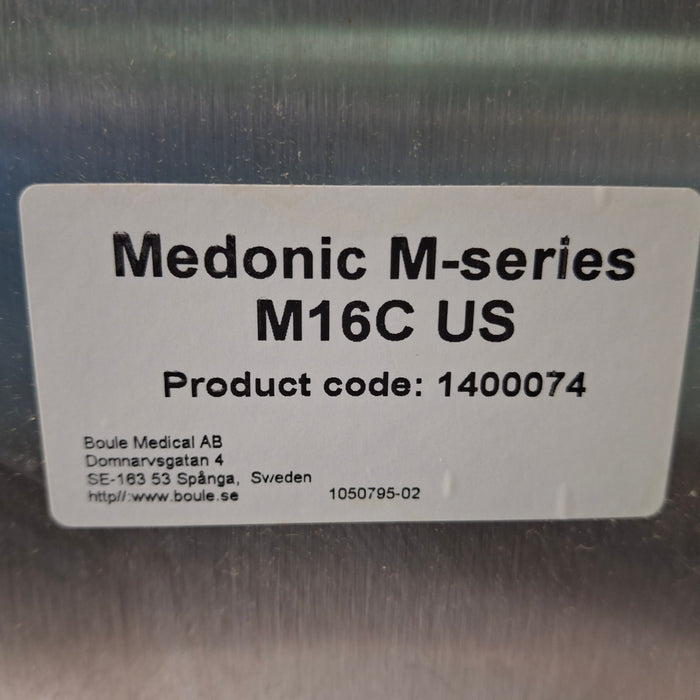 Medonic M-series
M16C US
Product code: 1400074
Boule Medical AB
Domnarvsgatan 4
SE-163 53 Spånga, Sweden
http//:www.boule.se
1050795-02